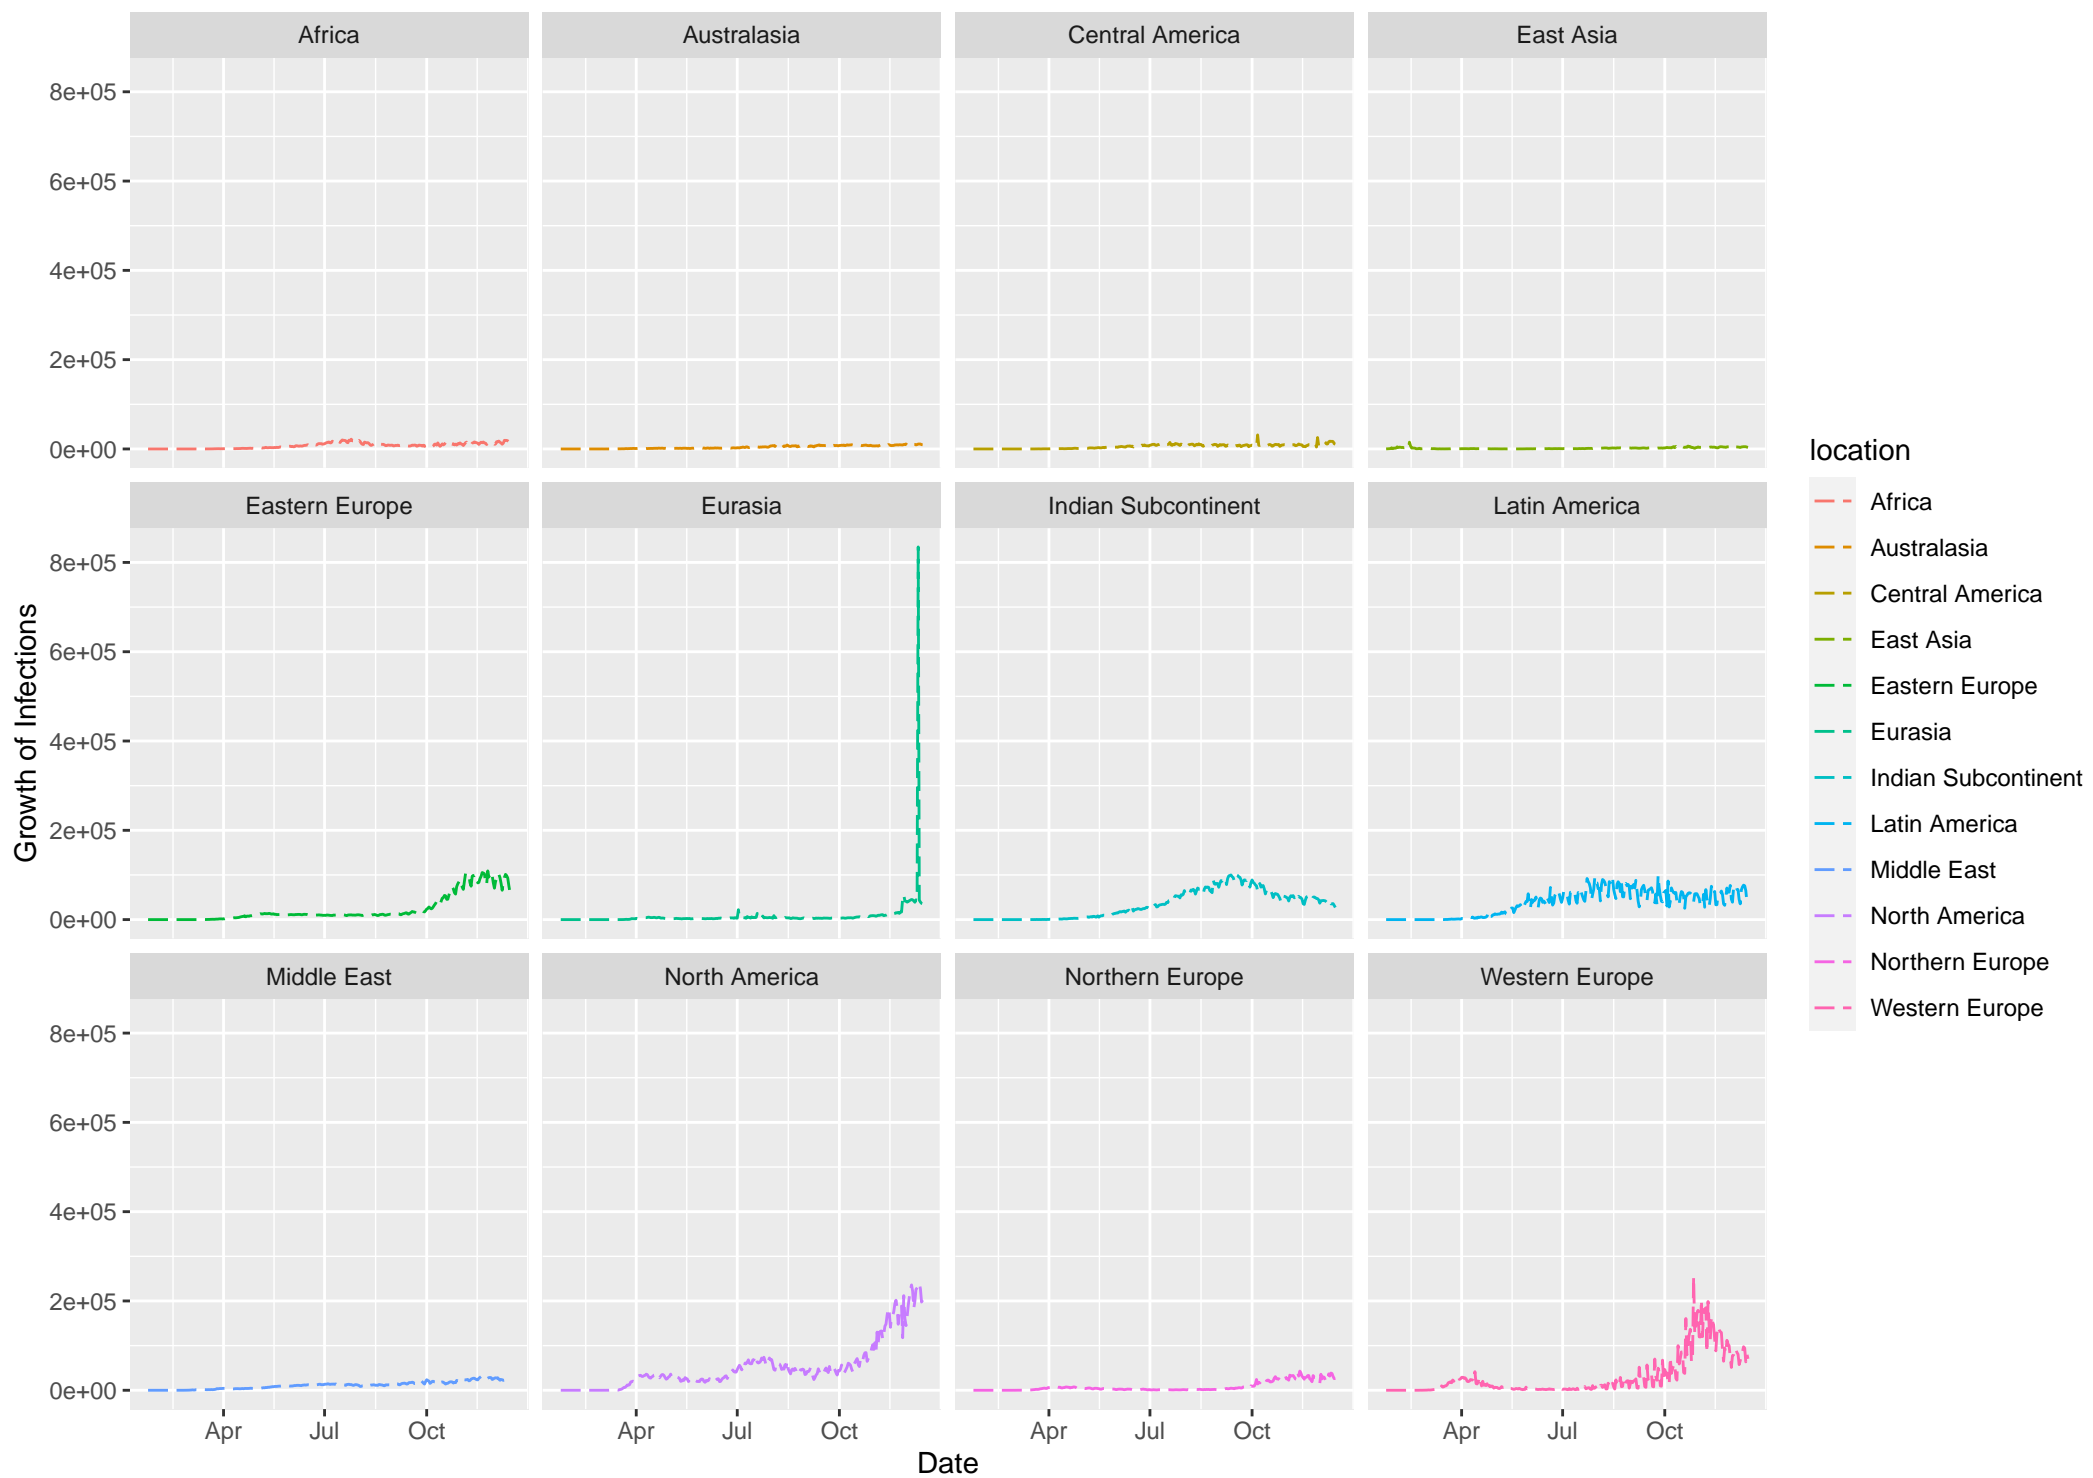 Africa
Australasia
Central America
East Asia
8e+05
6e+05
4e+05
2e+05
0e+00
Eastern Europe
Eurasia
Indian Subcontinent
Latin America
8e+05
6e+05
4e+05
2e+05
0e+00
Middle East
North America
Northern Europe
Western Europe
8e+05
6e+05
4e+05
2e+05
0e+00
Apr Jul Oct
Apr Jul Oct
Apr Jul Oct
Apr Jul Oct
Date
Growth of Infections
location
Africa
Australasia
Central America
East Asia
Eastern Europe
Eurasia
Indian Subcontinent
Latin America
Middle East
North America
Northern Europe
Western Europe